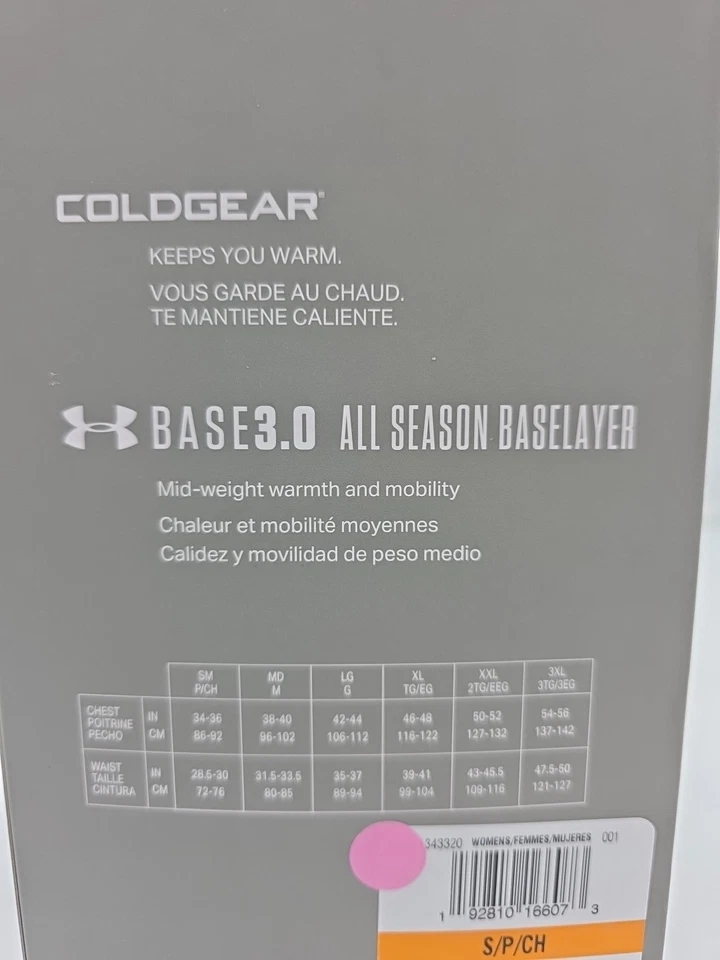 COLDGEAR®
KEEPS YOU WARM.
VOUS GARDE AU CHAUD.
TE MANTIENE CALIENTE.
BASE3.0 ALL SEASON BASELAYER
Mid-weight warmth and mobility
Chaleur et mobilité moyennes
Calidez y movilidad de peso medio
SM MD LG XL XXL 3XL
P/CH M G TG/EG 2TG/EEG 3TG/3EG
CHEST
POITRINE
PECHO
IN 34-36 38-40 42-44 46-48 50-52 54-56
CM 86-92 96-102 106-112 116-122 127-132 137-142
WAIST
TAILLE
CINTURA
IN 28.5-30 31.5-33.5 35-37 39-41 43-45.5 47.5-50
CM 72-76 80-85 89-94 99-104 109-116 121-127
343320 WOMENS/FEMMES/MUJERES 001
1 92810 16607 3
S/P/CH